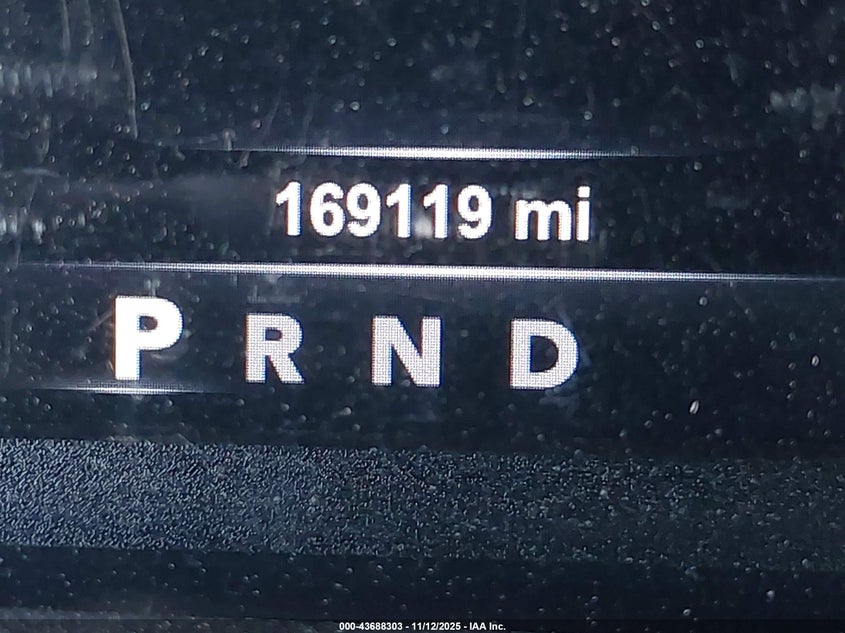 169119 mi
P R N D
000-43688303 - 11/12/2025 - IAA Inc.